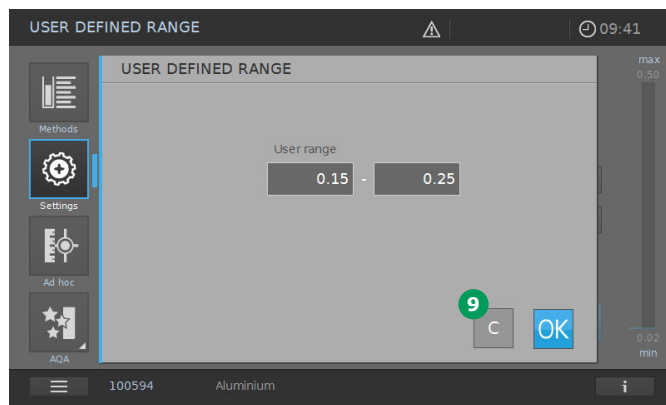 USER DEFINED RANGE
09:41
USER DEFINED RANGE
max
0.50
Methods
User range
0.15 - 0.25
Settings
Ad hoc
9
C
OK
0.02
min
AQA
100594 Aluminium
i